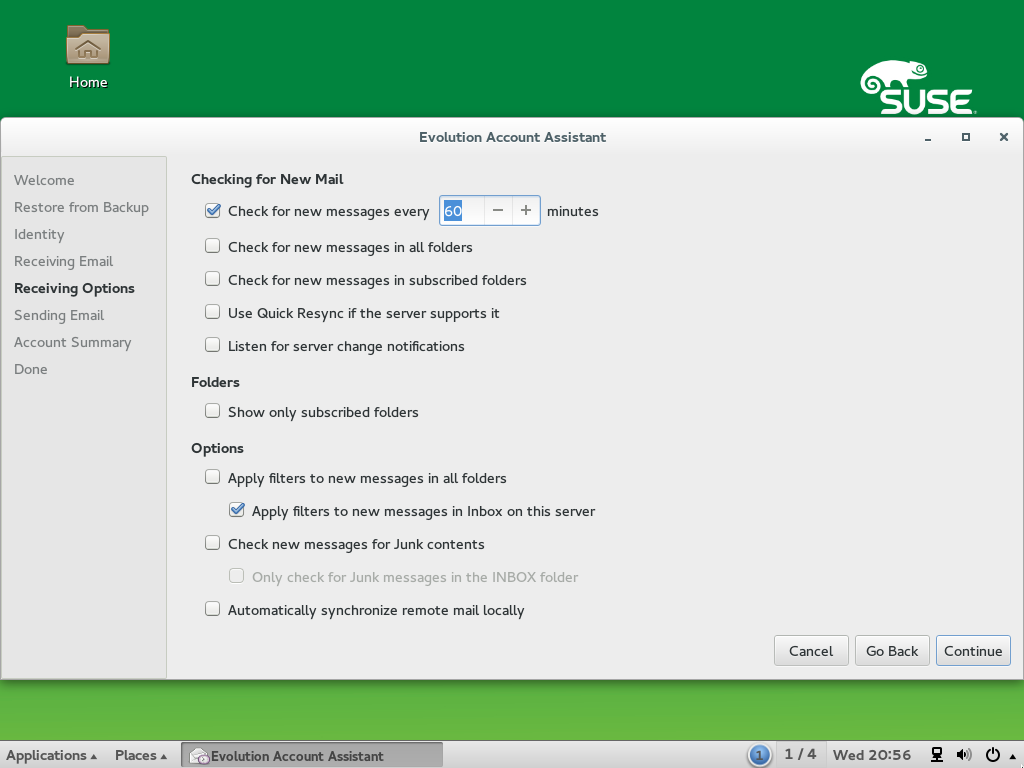 Home
SUSE
Evolution Account Assistant
Welcome
Restore from Backup
Identity
Receiving Email
Receiving Options
Sending Email
Account Summary
Done
Checking for New Mail
Check for new messages every 60 minutes
Check for new messages in all folders
Check for new messages in subscribed folders
Use Quick Resync if the server supports it
Listen for server change notifications
Folders
Show only subscribed folders
Options
Apply filters to new messages in all folders
Apply filters to new messages in Inbox on this server
Check new messages for Junk contents
Only check for Junk messages in the INBOX folder
Automatically synchronize remote mail locally
Cancel Go Back Continue
Applications Places Evolution Account Assistant 1 1 / 4 Wed 20:56